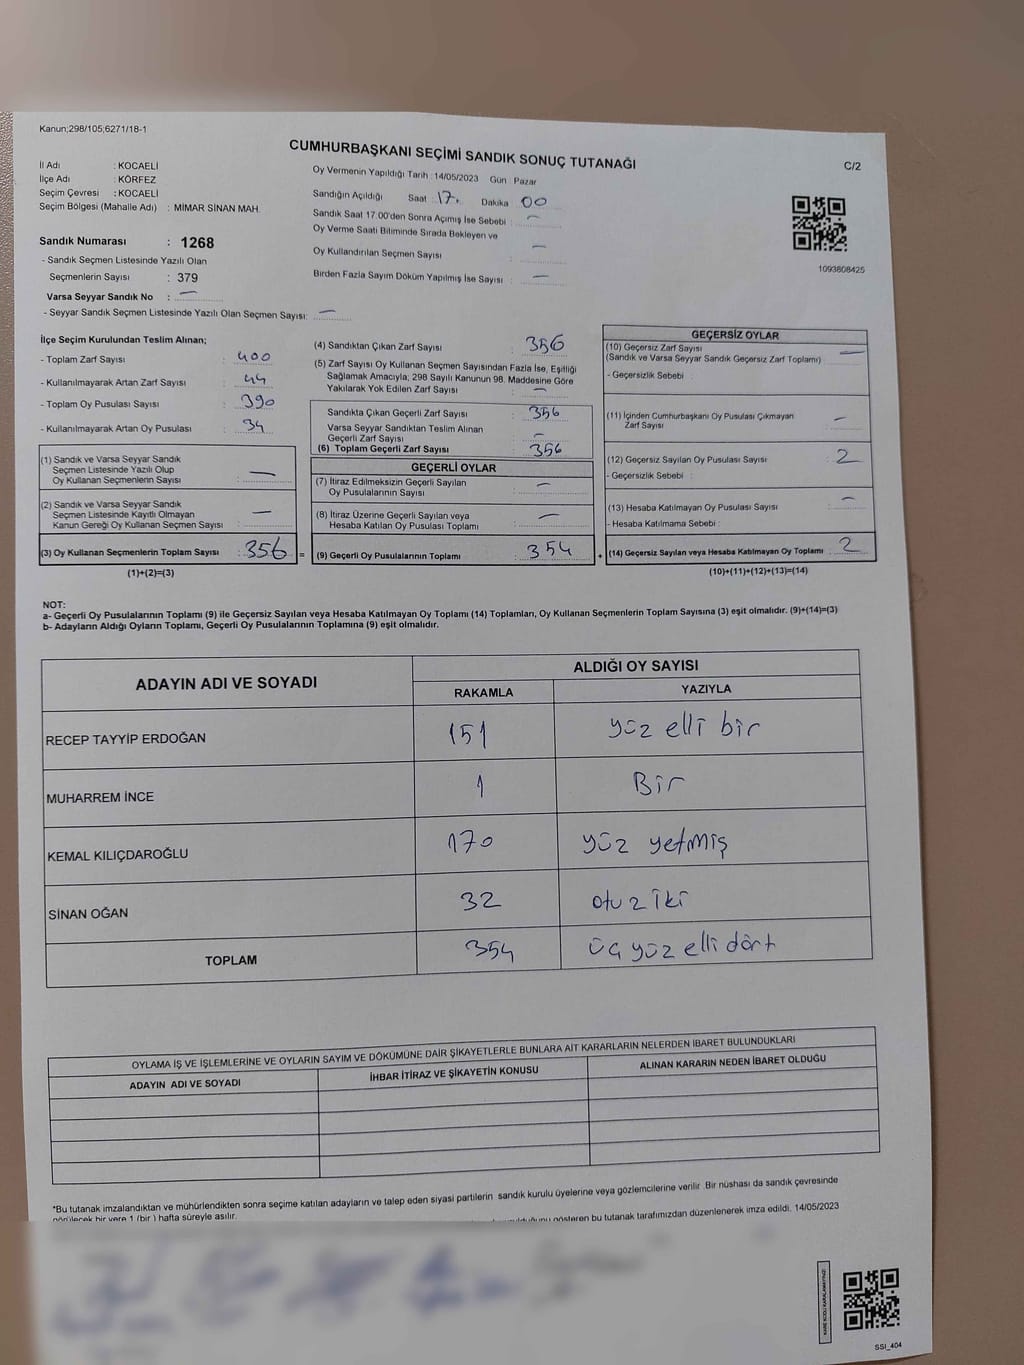 Kanun;298/105;6271/18-1
CUMHURBAŞKANI SEÇİMİ SANDIK SONUÇ TUTANAĞI
C/2
İl Adı : KOCAELİ
İlçe Adı : KÖRFEZ
Seçim Çevresi : KOCAELİ
Seçim Bölgesi (Mahalle Adı) : MİMAR SİNAN MAH.
Sandık Numarası : 1268
- Sandık Seçmen Listesinde Yazılı Olan
Seçmenlerin Sayısı : 379
Varsa Seyyar Sandık No : —
- Seyyar Sandık Seçmen Listesinde Yazılı Olan Seçmen Sayısı: —
Oy Vermenin Yapıldığı Tarih : 14/05/2023 Gün : Pazar
Sandığın Açıldığı Saat : 17. Dakika 00
Sandık Saat 17.00'den Sonra Açımış İse Sebebi : —
Oy Verme Saati Bitiminde Sırada Bekleyen ve
Oy Kullandırılan Seçmen Sayısı : —
Birden Fazla Sayım Döküm Yapılmış İse Sayısı : —
1093808425
İlçe Seçim Kurulundan Teslim Alınan;
- Toplam Zarf Sayısı : 400
- Kullanılmayarak Artan Zarf Sayısı : 44
- Toplam Oy Pusulası Sayısı : 390
- Kullanılmayarak Artan Oy Pusulası : 34
(1) Sandık ve Varsa Seyyar Sandık
Seçmen Listesinde Yazılı Olup
Oy Kullanan Seçmenlerin Sayısı : —
(2) Sandık ve Varsa Seyyar Sandık
Seçmen Listesinde Kayıtlı Olmayan
Kanun Gereği Oy Kullanan Seçmen Sayısı : —
(3) Oy Kullanan Seçmenlerin Toplam Sayısı : 356 =
(1)+(2)=(3)
(4) Sandıktan Çıkan Zarf Sayısı : 356
(5) Zarf Sayısı Oy Kullanan Seçmen Sayısından Fazla İse, Eşitliği
Sağlamak Amacıyla, 298 Sayılı Kanunun 98. Maddesine Göre
Yakılarak Yok Edilen Zarf Sayısı : —
Sandıkta Çıkan Geçerli Zarf Sayısı : 356
Varsa Seyyar Sandıktan Teslim Alınan
Geçerli Zarf Sayısı : —
(6) Toplam Geçerli Zarf Sayısı : 356
GEÇERLİ OYLAR
(7) İtiraz Edilmeksizin Geçerli Sayılan
Oy Pusulalarının Sayısı : —
(8) İtiraz Üzerine Geçerli Sayılan veya
Hesaba Katılan Oy Pusulası Toplamı : —
(9) Geçerli Oy Pusulalarının Toplamı : 354 +
GEÇERSİZ OYLAR
(10) Geçersiz Zarf Sayısı : —
(Sandık ve Varsa Seyyar Sandık Geçersiz Zarf Toplamı)
- Geçersizlik Sebebi :
(11) İçinden Cumhurbaşkanı Oy Pusulası Çıkmayan
Zarf Sayısı : —
(12) Geçersiz Sayılan Oy Pusulası Sayısı : 2
- Geçersizlik Sebebi :
(13) Hesaba Katılmayan Oy Pusulası Sayısı : —
- Hesaba Katılmama Sebebi :
(14) Geçersiz Sayılan veya Hesaba Katılmayan Oy Toplamı : 2
(10)+(11)+(12)+(13)=(14)
NOT:
a- Geçerli Oy Pusulalarının Toplamı (9) ile Geçersiz Sayılan veya Hesaba Katılmayan Oy Toplamı (14) Toplamları, Oy Kullanan Seçmenlerin Toplam Sayısına (3) eşit olmalıdır. (9)+(14)=(3)
b- Adayların Aldığı Oyların Toplamı, Geçerli Oy Pusulalarının Toplamına (9) eşit olmalıdır.
ADAYIN ADI VE SOYADI
ALDIĞI OY SAYISI
RAKAMLA YAZIYLA
RECEP TAYYİP ERDOĞAN 151 yüz elli bir
MUHARREM İNCE 1 Bir
KEMAL KILIÇDAROĞLU 170 yüz yetmiş
SİNAN OĞAN 32 otuz iki
TOPLAM 354 üç yüz elli dört
OYLAMA İŞ VE İŞLEMLERİNE VE OYLARIN SAYIM VE DÖKÜMÜNE DAİR ŞİKAYETLERLE BUNLARA AİT KARARLARIN NELERDEN İBARET BULUNDUKLARI
ADAYIN ADI VE SOYADI İHBAR İTİRAZ VE ŞİKAYETİN KONUSU ALINAN KARARIN NEDEN İBARET OLDUĞU
*Bu tutanak imzalandıktan ve mühürlendikten sonra seçime katılan adayların ve talep eden siyasi partilerin sandık kurulu üyelerine veya gözlemcilerine verilir. Bir nüshası da sandık çevresinde
görülecek bir yere 1 (bir ) hafta süreyle asılır.
gösteren bu tutanak tarafımızdan düzenlenerek imza edildi. 14/05/2023
KARE KODU KARALAMAYINIZ!
SSI_404